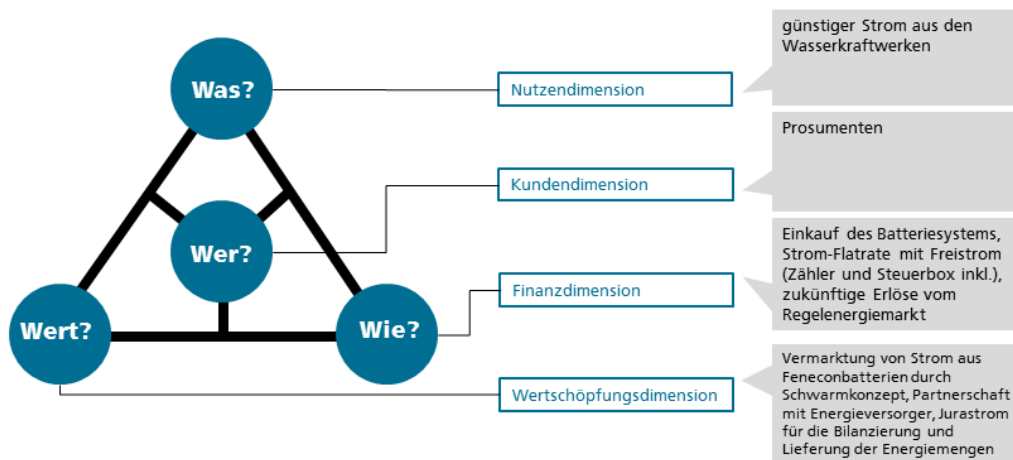 Was?
Wer?
Wert?
Wie?
Nutzendimension
Kundendimension
Finanzdimension
Wertschöpfungsdimension
günstiger Strom aus den
Wasserkraftwerken
Prosumenten
Einkauf des Batteriesystems,
Strom-Flatrate mit Freistrom
(Zähler und Steuerbox inkl.),
zukünftige Erlöse vom
Regelenergiemarkt
Vermarktung von Strom aus
Feneconbatterien durch
Schwarmkonzept, Partnerschaft
mit Energieversorger, Jurastrom
für die Bilanzierung und
Lieferung der Energiemengen